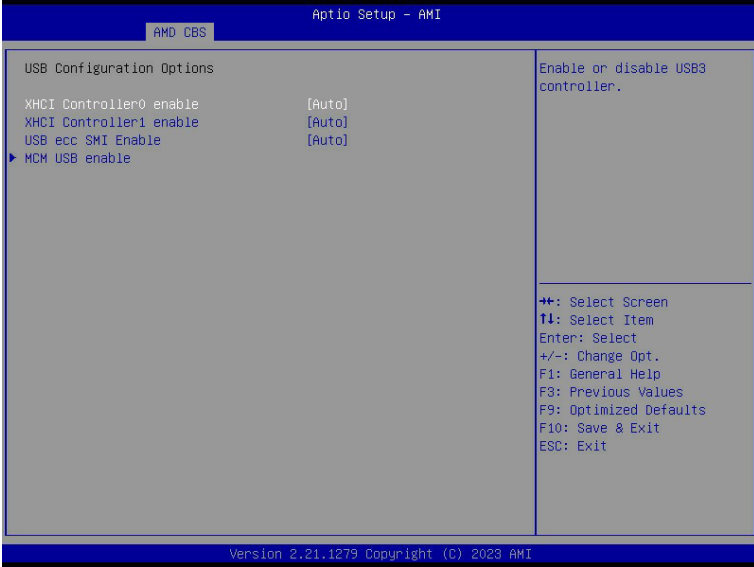 Aptio Setup – AMI
AMD CBS
USB Configuration Options
XHCI Controller0 enable [Auto]
XHCI Controller1 enable [Auto]
USB ecc SMI Enable [Auto]
MCM USB enable
Enable or disable USB3
controller.
→←: Select Screen
↑↓: Select Item
Enter: Select
+/-: Change Opt.
F1: General Help
F3: Previous Values
F9: Optimized Defaults
F10: Save & Exit
ESC: Exit
Version 2.21.1279 Copyright (C) 2023 AMI